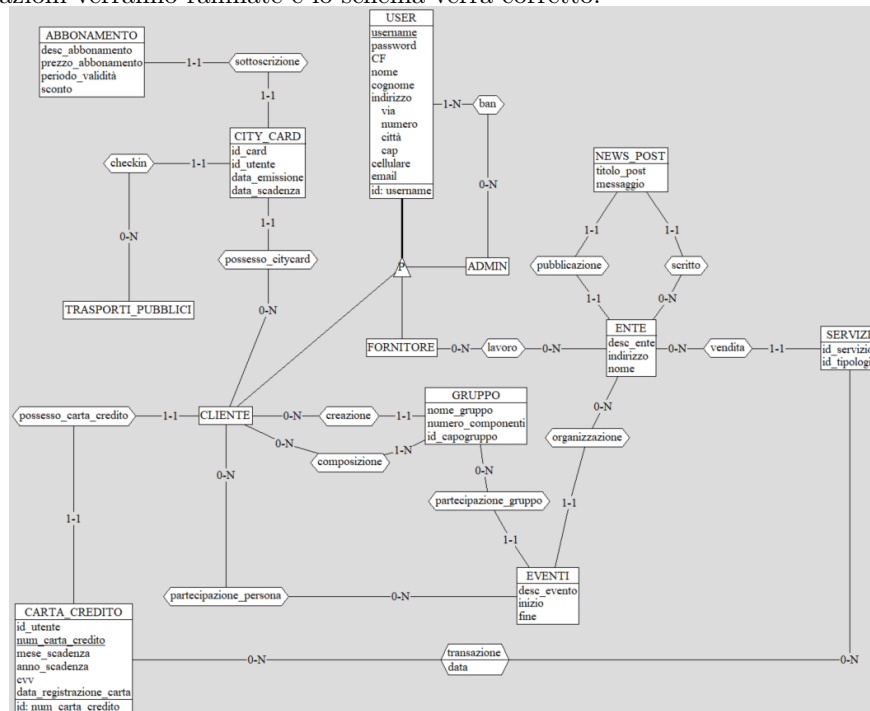 azioni verranno raffinate e lo schema verrà corretto.
USER
username
password
CF
nome
cognome
indirizzo
via
numero
città
cap
cellulare
email
id: username
ABBONAMENTO
desc_abbonamento
prezzo_abbonamento
periodo_validità
sconto
1-1
sottoscrizione
1-1
1-N
ban
0-N
CITY_CARD
id_card
id_utente
data_emissione
data_scadenza
checkin
1-1
0-N
1-1
possesso_citycard
0-N
TRASPORTI_PUBBLICI
P
ADMIN
NEWS_POST
titolo_post
messaggio
1-1
1-1
pubblicazione
scritto
1-1
0-N
FORNITORE
0-N
lavoro
0-N
ENTE
desc_ente
indirizzo
nome
0-N
vendita
1-1
SERVIZI
id_servizio
id_tipologi
possesso_carta_credito
1-1
CLIENTE
0-N
creazione
1-1
GRUPPO
nome_gruppo
numero_componenti
id_capogruppo
0-N
composizione
1-N
0-N
organizzazione
1-1
0-N
partecipazione_gruppo
1-1
0-N
partecipazione_persona
0-N
EVENTI
desc_evento
inizio
fine
1-1
CARTA_CREDITO
id_utente
num_carta_credito
mese_scadenza
anno_scadenza
cvv
data_registrazione_carta
id: num_carta_credito
0-N
transazione
data
0-N